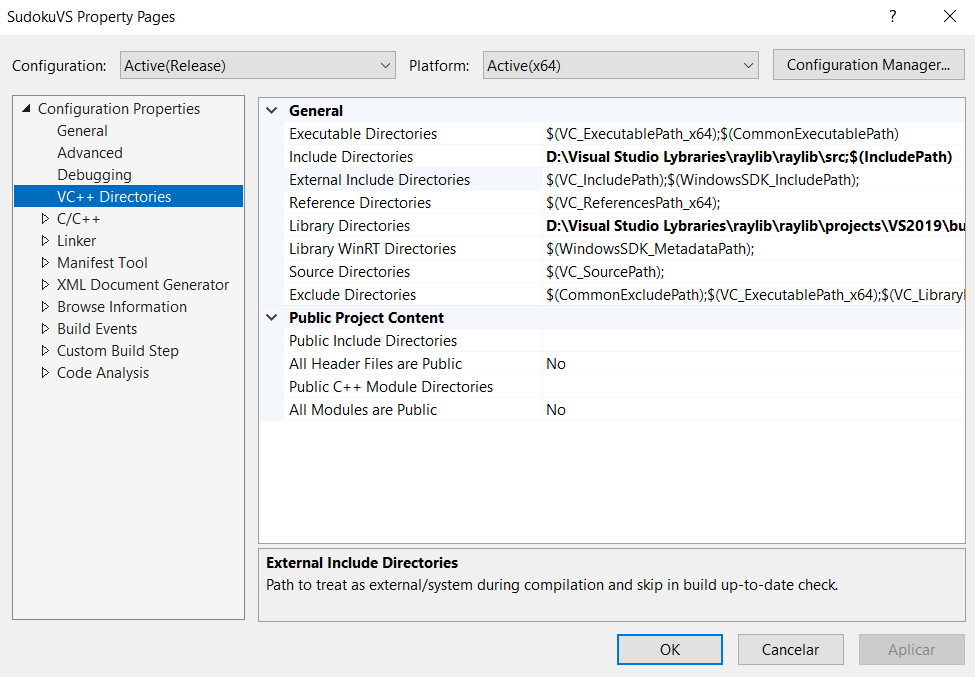 SudokuVS Property Pages
Configuration: Active(Release) Platform: Active(x64) Configuration Manager...
Configuration Properties
General
Advanced
Debugging
VC++ Directories
C/C++
Linker
Manifest Tool
XML Document Generator
Browse Information
Build Events
Custom Build Step
Code Analysis
General
Executable Directories $(VC_ExecutablePath_x64);$(CommonExecutablePath)
Include Directories D:\Visual Studio Lybraries\raylib\raylib\src;$(IncludePath)
External Include Directories $(VC_IncludePath);$(WindowsSDK_IncludePath);
Reference Directories $(VC_ReferencesPath_x64);
Library Directories D:\Visual Studio Lybraries\raylib\raylib\projects\VS2019\bu
Library WinRT Directories $(WindowsSDK_MetadataPath);
Source Directories $(VC_SourcePath);
Exclude Directories $(CommonExcludePath);$(VC_ExecutablePath_x64);$(VC_Library
Public Project Content
Public Include Directories
All Header Files are Public No
Public C++ Module Directories
All Modules are Public No
External Include Directories
Path to treat as external/system during compilation and skip in build up-to-date check.
OK Cancelar Aplicar